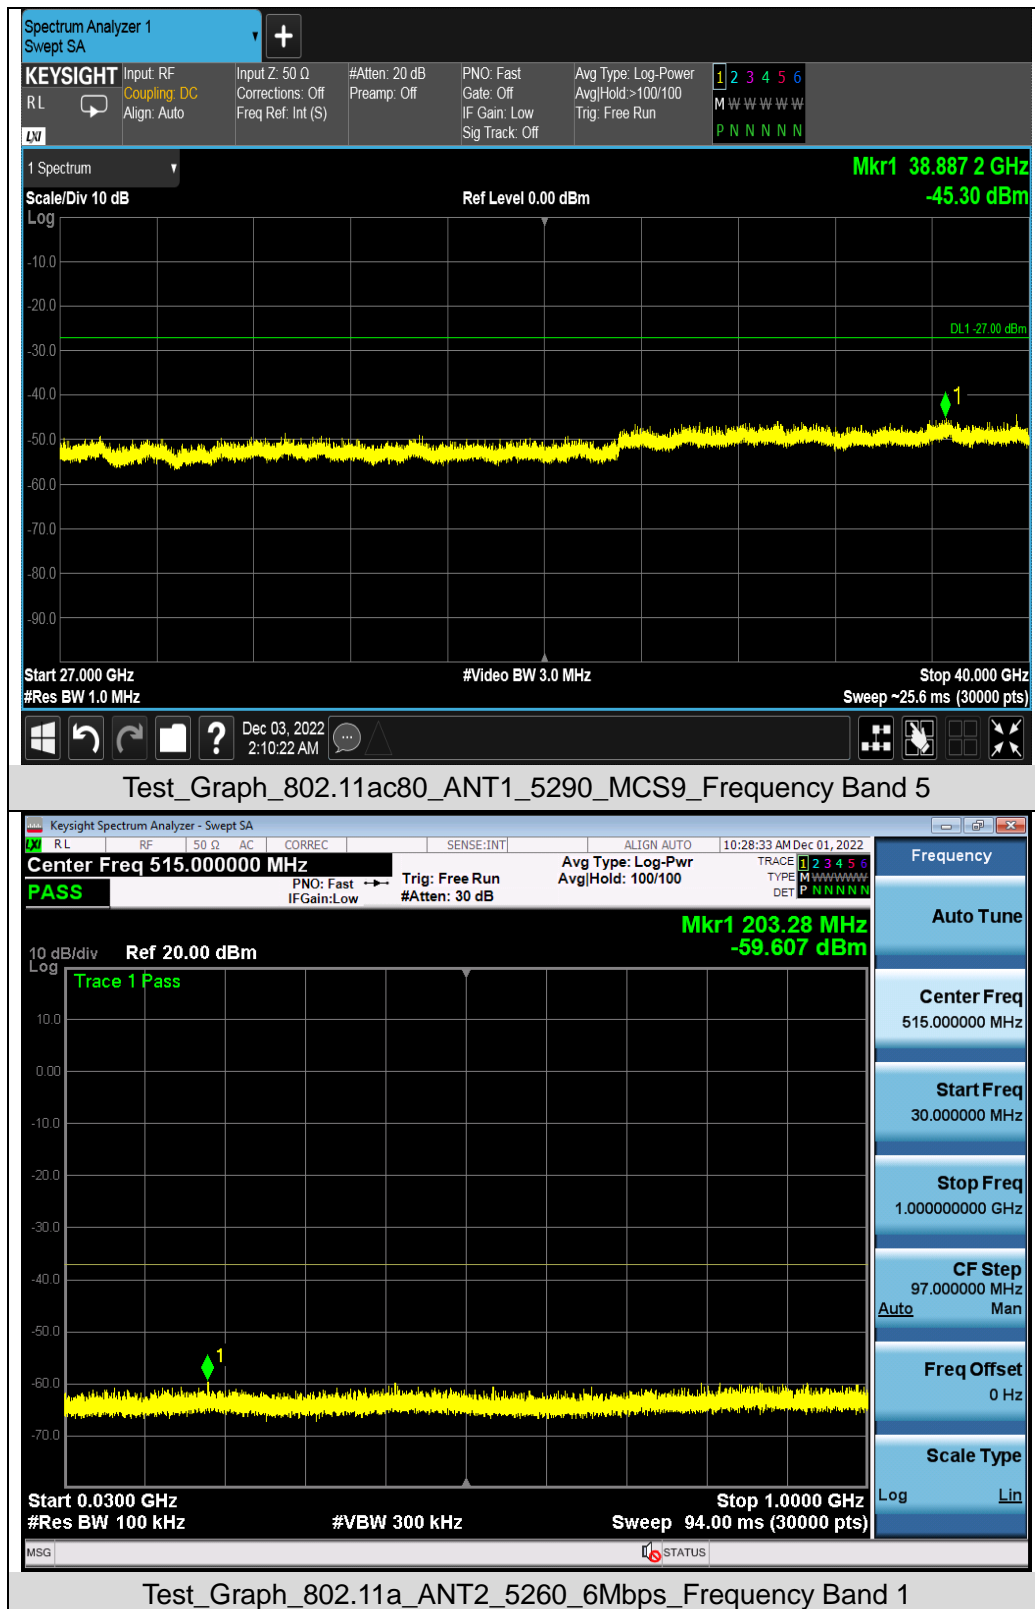 Spectrum Analyzer 1
Swept SA
+
KEYSIGHT
R L
LXI
Input: RF
Coupling: DC
Align: Auto
Input Z: 50 Ω
Corrections: Off
Freq Ref: Int (S)
#Atten: 20 dB
Preamp: Off
PNO: Fast
Gate: Off
IF Gain: Low
Sig Track: Off
Avg Type: Log-Power
Avg|Hold:>100/100
Trig: Free Run
1 2 3 4 5 6
M W W W W W
P N N N N N
1 Spectrum
Mkr1 38.887 2 GHz
Scale/Div 10 dB
Ref Level 0.00 dBm
-45.30 dBm
Log
-10.0
-20.0
DL1 -27.00 dBm
-30.0
-40.0
1
-50.0
-60.0
-70.0
-80.0
-90.0
Start 27.000 GHz
#Video BW 3.0 MHz
Stop 40.000 GHz
#Res BW 1.0 MHz
Sweep ~25.6 ms (30000 pts)
?
Dec 03, 2022
2:10:22 AM
Test_Graph_802.11ac80_ANT1_5290_MCS9_Frequency Band 5
Keysight Spectrum Analyzer - Swept SA
LXI
R L
RF
50 Ω
AC
CORREC
SENSE:INT
ALIGN AUTO
10:28:33 AM Dec 01, 2022
Center Freq 515.000000 MHz
PASS
PNO: Fast
IFGain:Low
Trig: Free Run
#Atten: 30 dB
Avg Type: Log-Pwr
Avg|Hold: 100/100
TRACE 1 2 3 4 5 6
TYPE M W W W W W
DET P N N N N N
Mkr1 203.28 MHz
-59.607 dBm
10 dB/div
Ref 20.00 dBm
Log
Trace 1 Pass
10.0
0.00
-10.0
-20.0
-30.0
-40.0
-50.0
1
-60.0
-70.0
Start 0.0300 GHz
Stop 1.0000 GHz
#Res BW 100 kHz
#VBW 300 kHz
Sweep 94.00 ms (30000 pts)
MSG
STATUS
Frequency
Auto Tune
Center Freq
515.000000 MHz
Start Freq
30.000000 MHz
Stop Freq
1.000000000 GHz
CF Step
97.000000 MHz
Auto Man
Freq Offset
0 Hz
Scale Type
Log Lin
Test_Graph_802.11a_ANT2_5260_6Mbps_Frequency Band 1